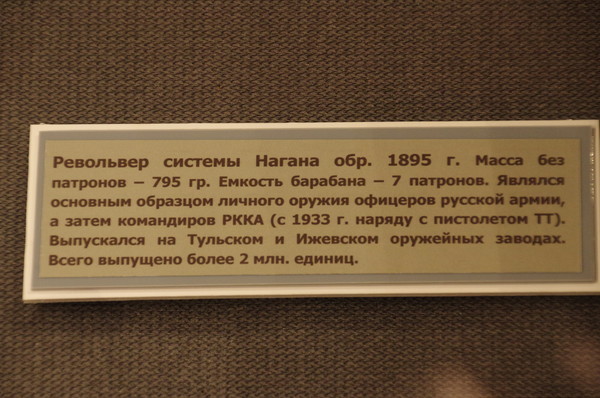 Револьвер системы Нагана обр. 1895 г. Масса без
патронов – 795 гр. Емкость барабана – 7 патронов. Являлся
основным образцом личного оружия офицеров русской армии,
а затем командиров РККА (с 1933 г. наряду с пистолетом ТТ).
Выпускался на Тульском и Ижевском оружейных заводах.
Всего выпущено более 2 млн. единиц.